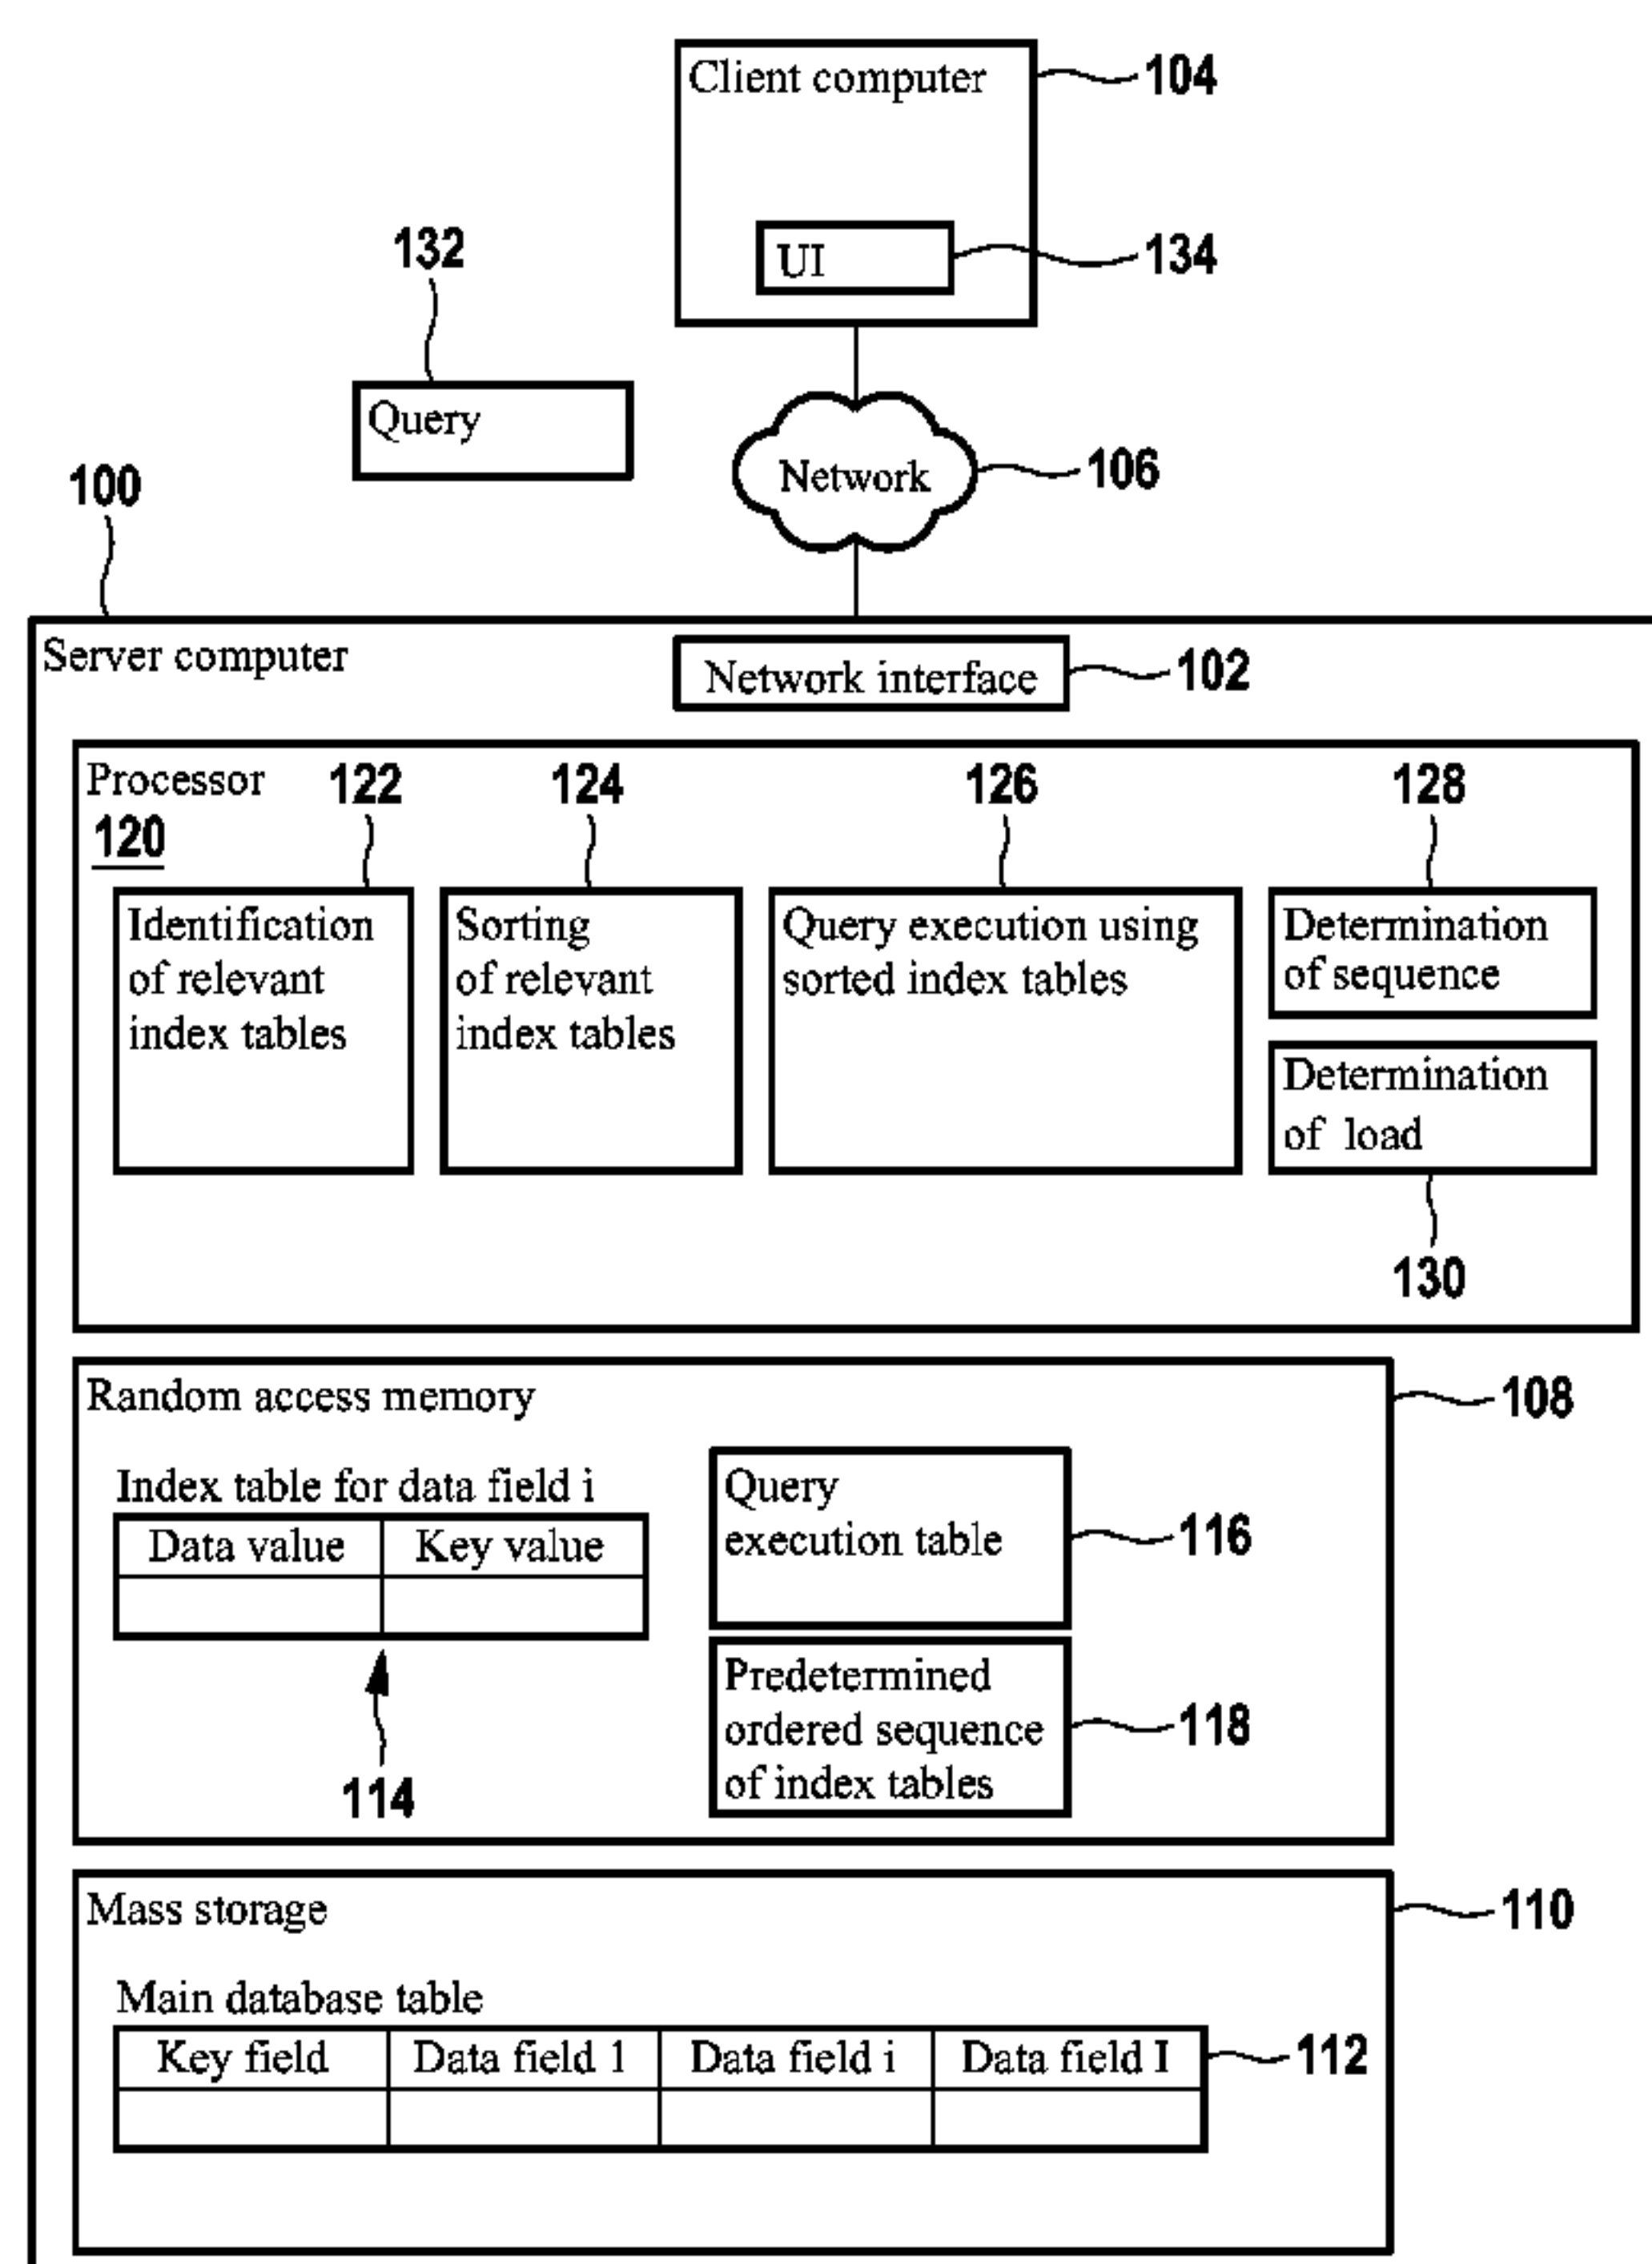 Client computer
104
UI
134
132
Query
Network
106
100
Server computer
Network interface
102
Processor
120
122
124
126
128
Identification
of relevant
index tables
Sorting
of relevant
index tables
Query execution using
sorted index tables
Determination
of sequence
Determination
of load
130
Random access memory
108
Index table for data field i
Data value
Key value
114
Query
execution table
116
Predetermined
ordered sequence
of index tables
118
Mass storage
110
Main database table
Key field
Data field 1
Data field i
Data field I
112